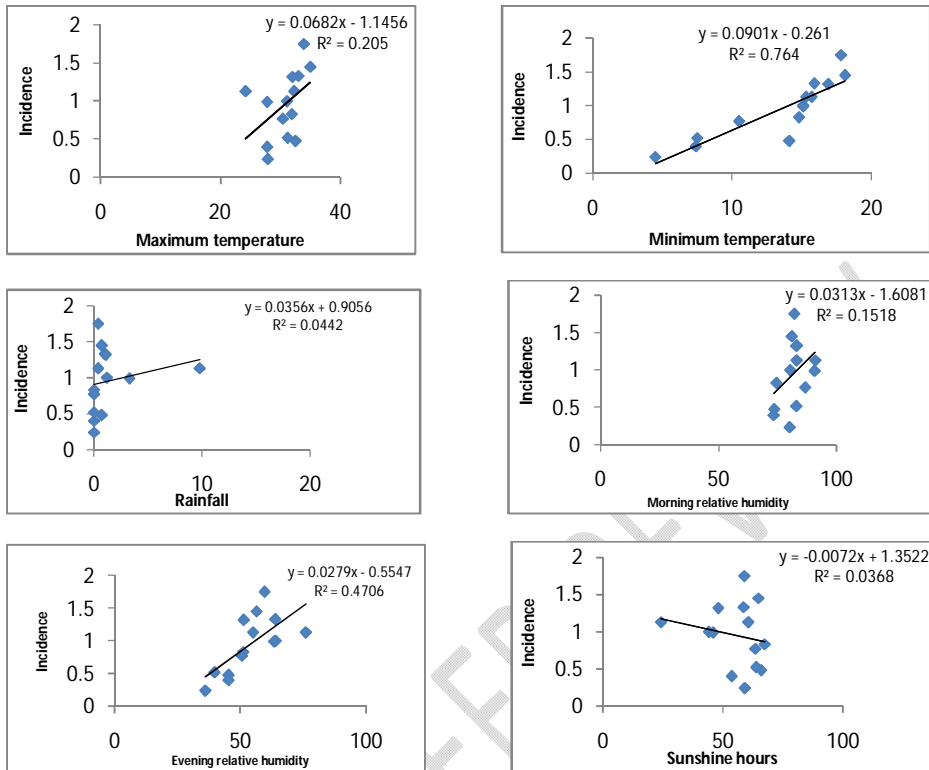 y = 0.0682x - 1.1456
R² = 0.205
2
1.5
1
0.5
0
Incidence
0 20 40
Maximum temperature
y = 0.0901x - 0.261
R² = 0.764
2
1.5
1
0.5
0
Incidence
0 10 20
Minimum temperature
y = 0.0356x + 0.9056
R² = 0.0442
2
1.5
1
0.5
0
Incidence
0 10 20
Rainfall
y = 0.0313x - 1.6081
R² = 0.1518
2
1.5
1
0.5
0
Incidence
0 50 100
Morning relative humidity
y = 0.0279x - 0.5547
R² = 0.4706
2
1.5
1
0.5
0
Incidence
0 50 100
Evening relative humidity
y = -0.0072x + 1.3522
R² = 0.0368
2
1.5
1
0.5
0
Incidence
0 50 100
Sunshine hours